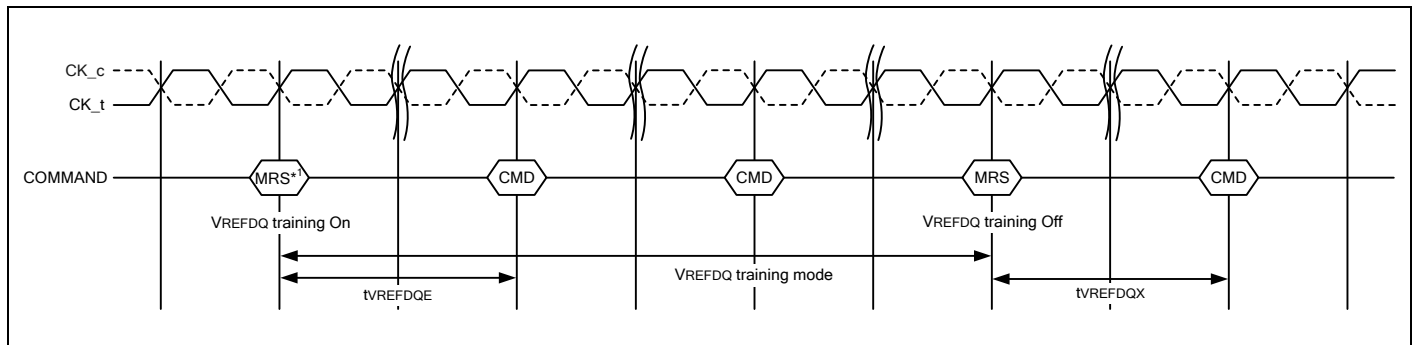 CK_c
CK_t
COMMAND MRS*1 CMD CMD MRS CMD
VREFDQ training On VREFDQ training Off
VREFDQ training mode
tVREFDQE tVREFDQX